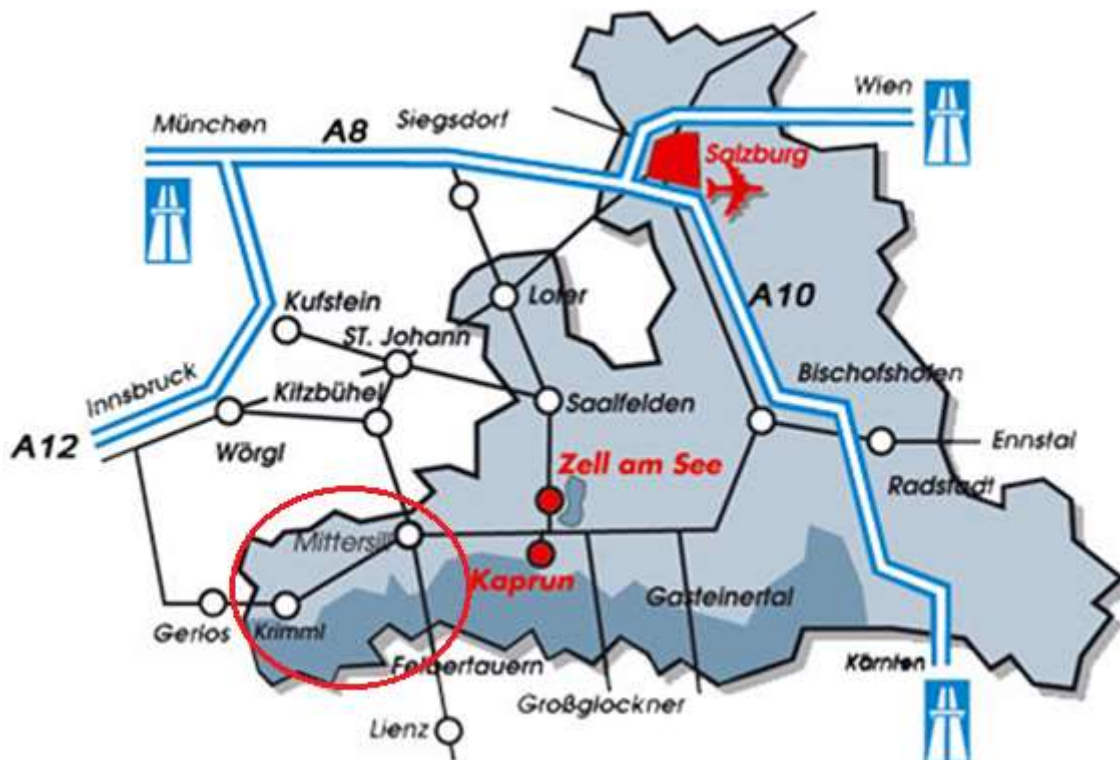 Wien
Siegsdorf
München
A8
Salzburg
A10
Lofer
Kufstein
ST. Johann
Bischofshofen
Innsbruck
Kitzbühel
Saalfelden
A12
Wörgl
Ennstal
Zell am See
Radstadt
Mittersill
Kaprun
Gasteinertal
Gerlos
Krimml
Felbertauern
Kärnten
Großglockner
Lienz